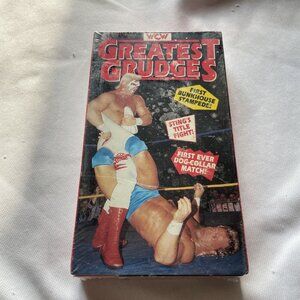 WCW
GREATEST
GRUDGES
FIRST
BUNKHOUSE
STAMPEDE!
STING'S
TITLE
FIGHT!
FIRST EVER
DOG-COLLAR
MATCH!